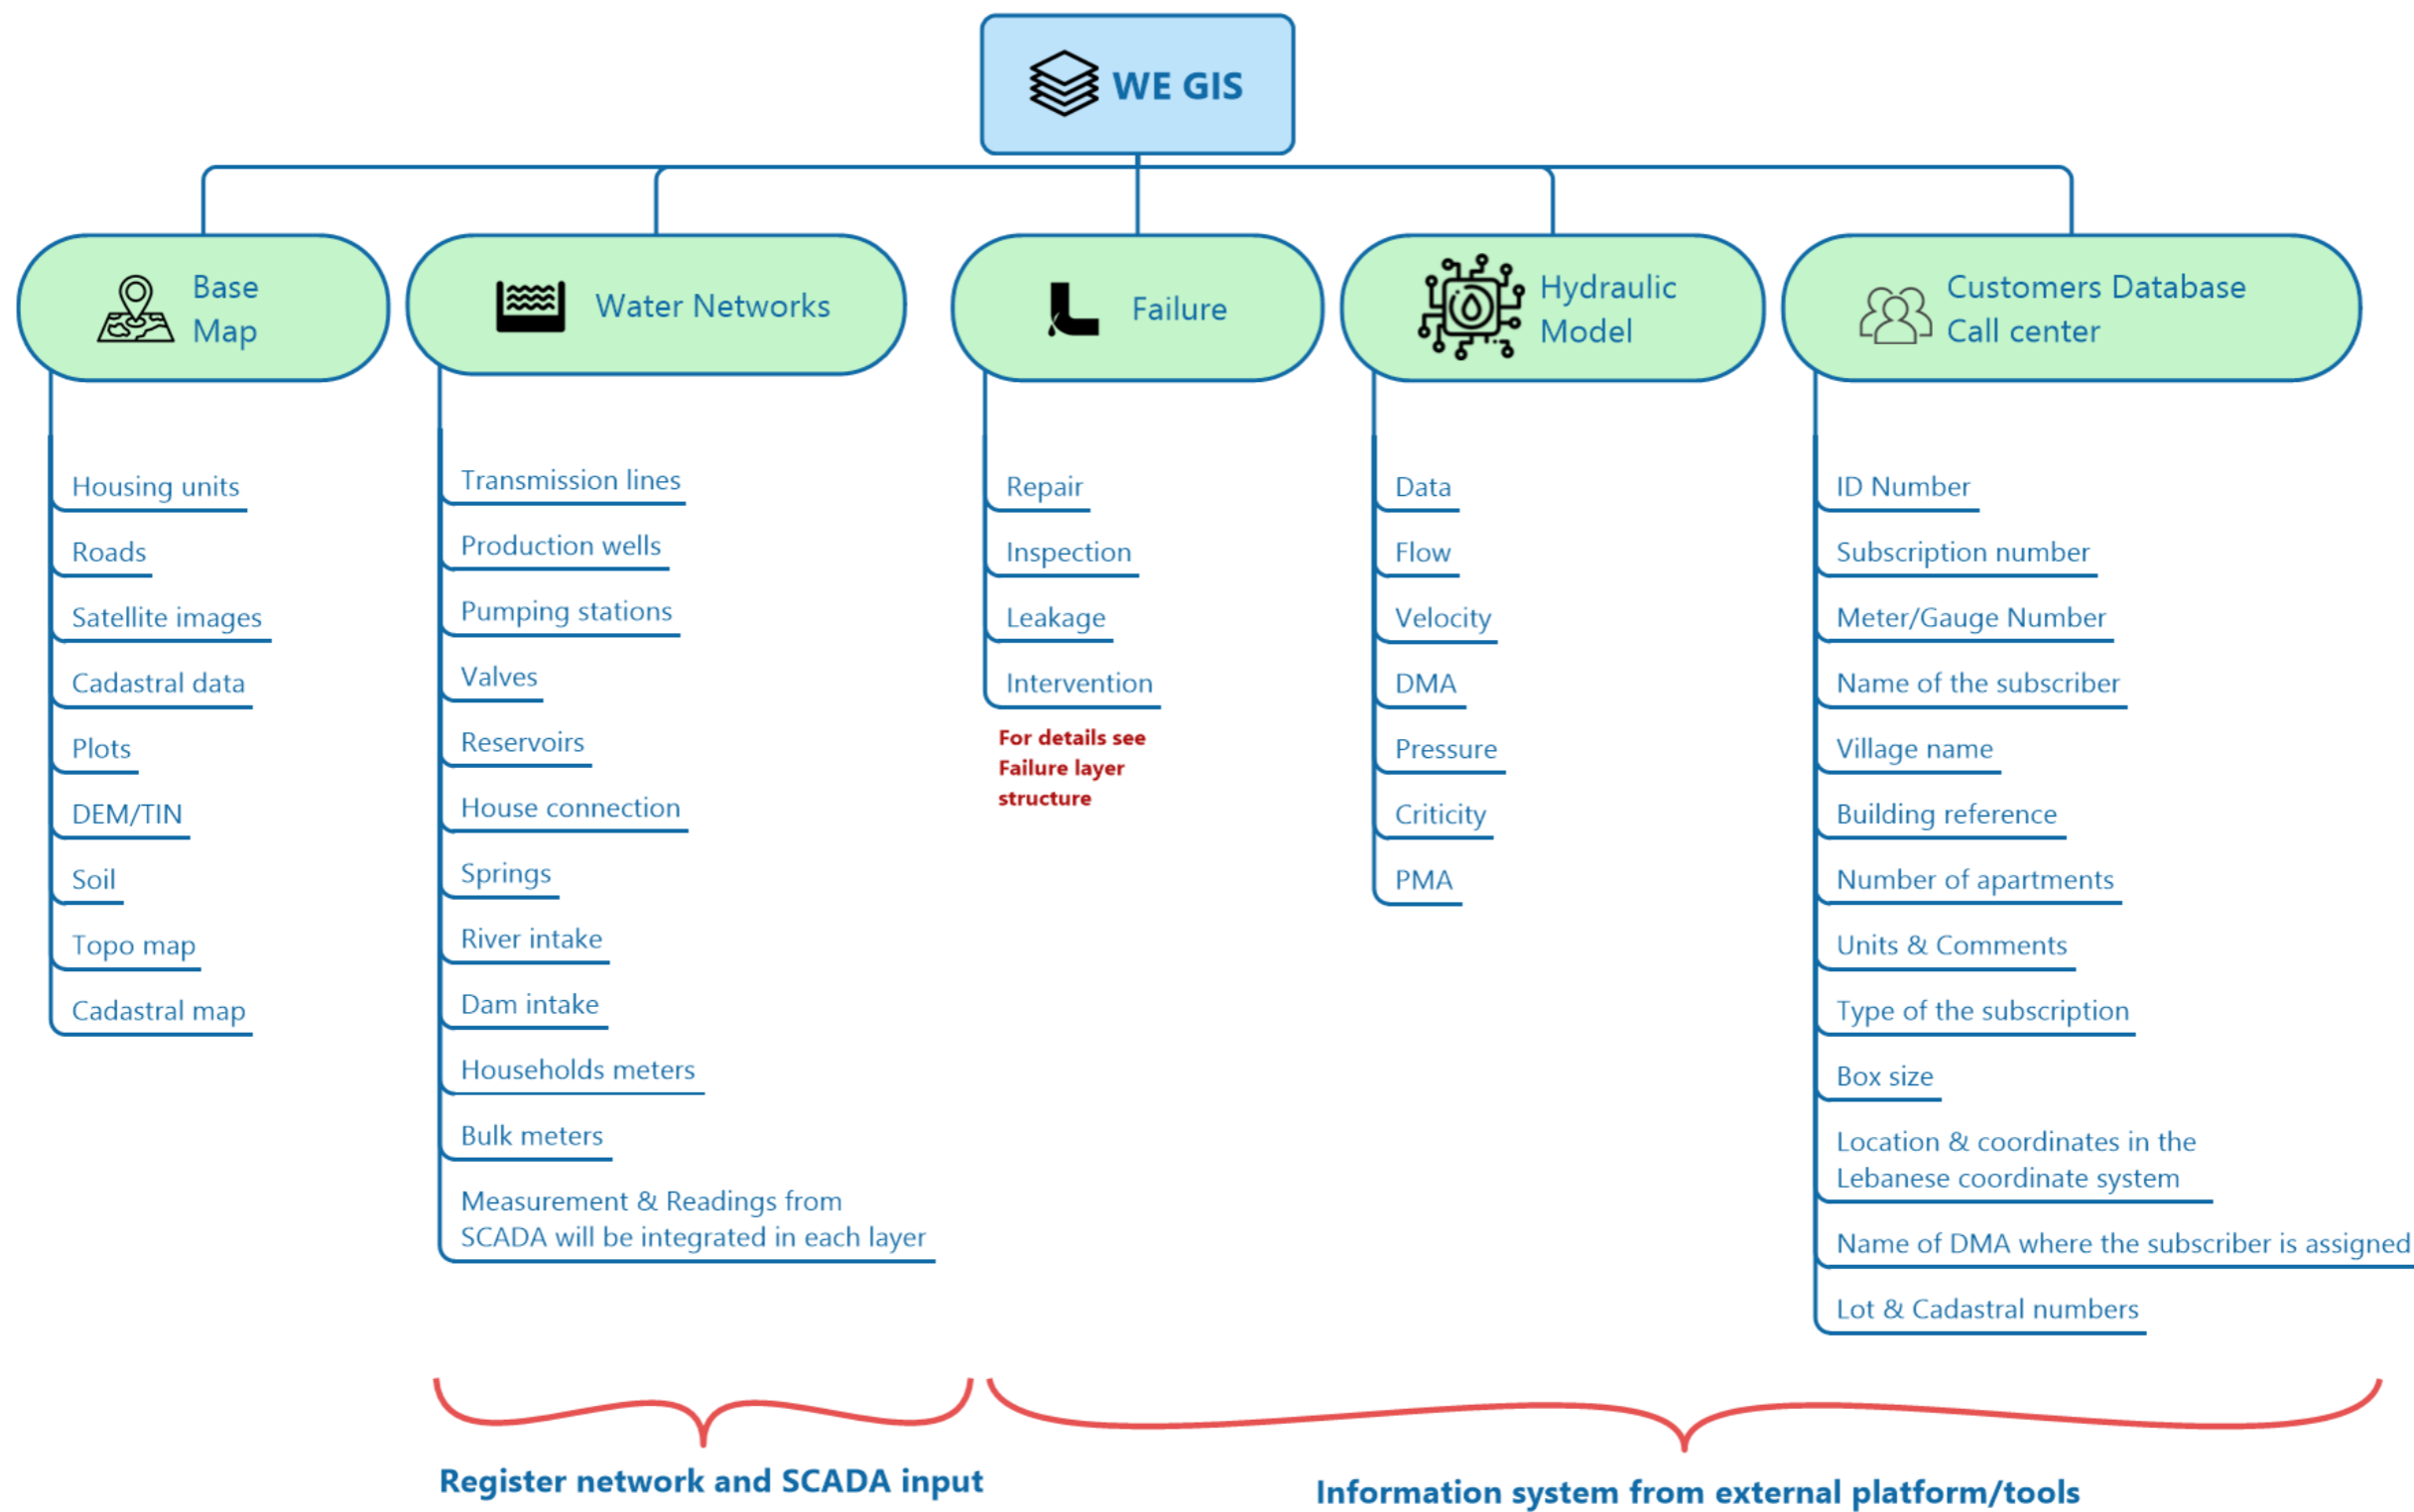 WE GIS
Base
Map
Housing units
Roads
Satellite images
Cadastral data
Plots
DEM/TIN
Soil
Topo map
Cadastral map
Water Networks
Transmission lines
Production wells
Pumping stations
Valves
Reservoirs
House connection
Springs
River intake
Dam intake
Households meters
Bulk meters
Measurement & Readings from
SCADA will be integrated in each layer
Failure
Repair
Inspection
Leakage
Intervention
For details see
Failure layer
structure
Hydraulic
Model
Data
Flow
Velocity
DMA
Pressure
Criticity
PMA
Customers Database
Call center
ID Number
Subscription number
Meter/Gauge Number
Name of the subscriber
Village name
Building reference
Number of apartments
Units & Comments
Type of the subscription
Box size
Location & coordinates in the
Lebanese coordinate system
Name of DMA where the subscriber is assigned
Lot & Cadastral numbers
Register network and SCADA input
Information system from external platform/tools